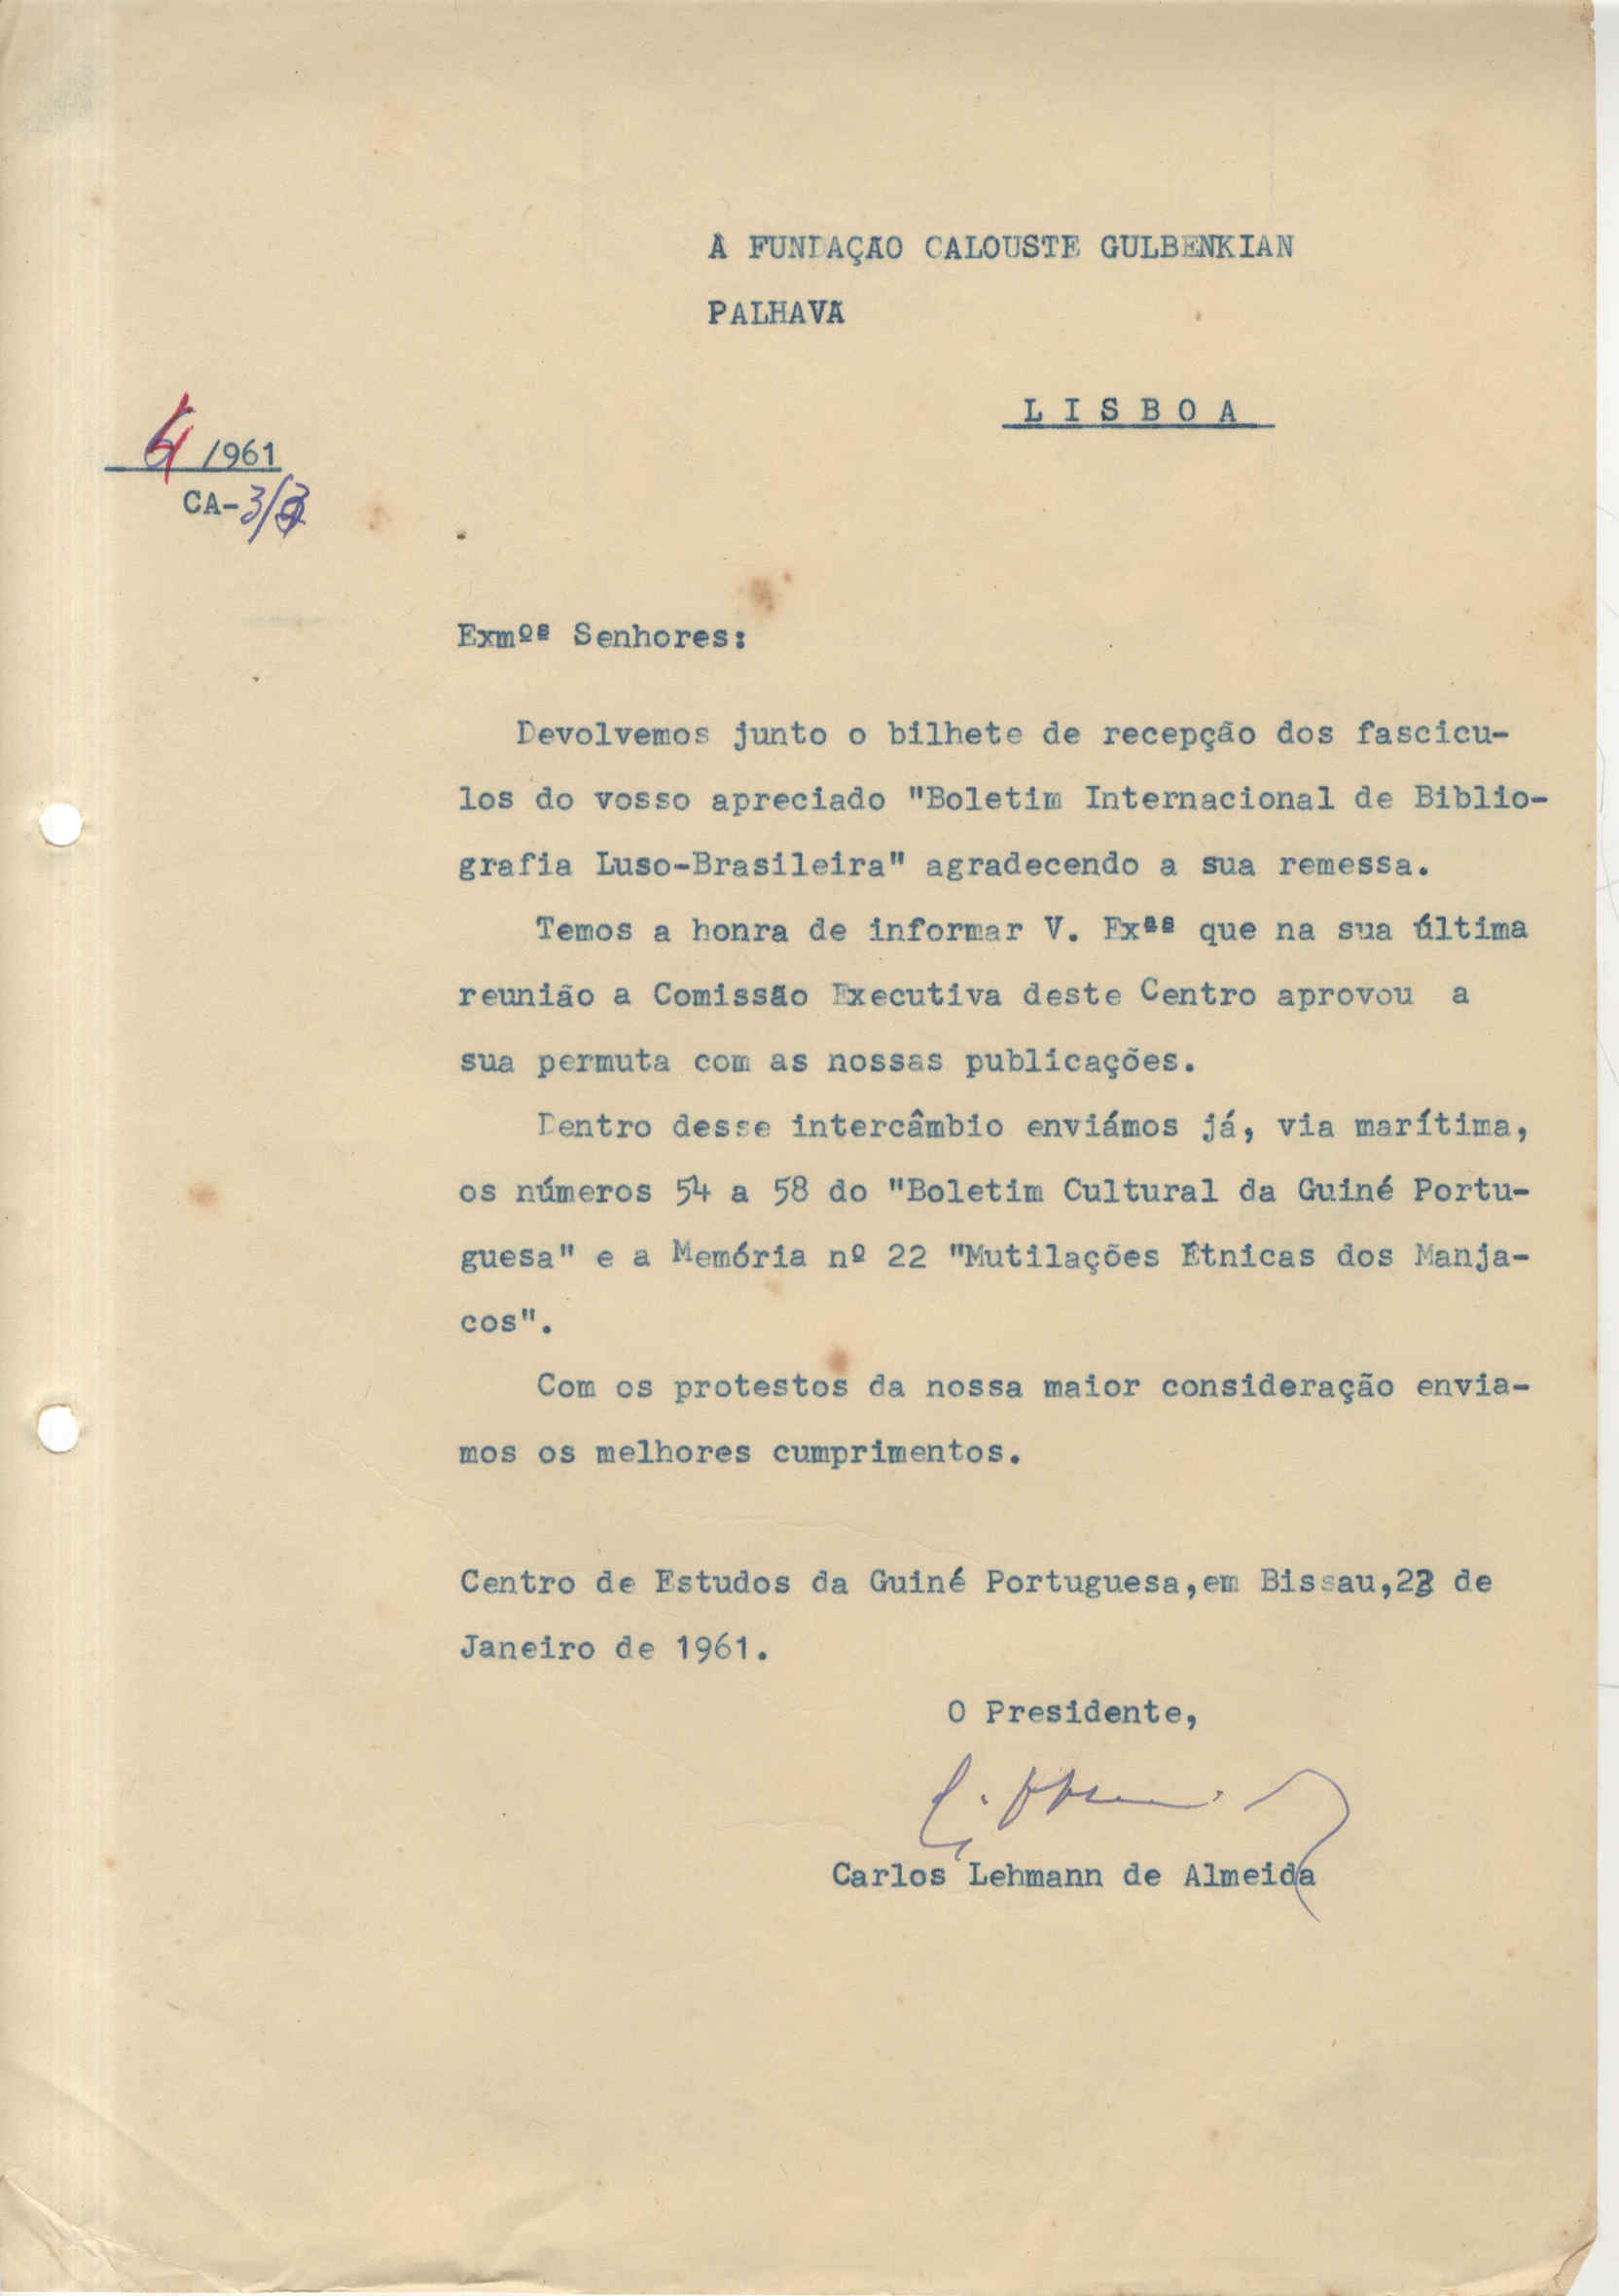 À FUNDAÇÃO CALOUSTE GULBENKIAN
PALHAVÃ
LISBOA
/961
CA-3/3
Exmºs Senhores:
Devolvemos junto o bilhete de recepção dos fascicu-
los do vosso apreciado "Boletim Internacional de Biblio-
grafia Luso-Brasileira" agradecendo a sua remessa.
Temos a honra de informar V. Exªs que na sua última
reunião a Comissão Executiva deste Centro aprovou a
sua permuta com as nossas publicações.
Dentro desse intercâmbio enviámos já, via marítima,
os números 54 a 58 do "Boletim Cultural da Guiné Portu-
guesa" e a Memória nº 22 "Mutilações Étnicas dos Manja-
cos".
Com os protestos da nossa maior consideração envia-
mos os melhores cumprimentos.
Centro de Estudos da Guiné Portuguesa,em Bissau,23 de
Janeiro de 1961.
O Presidente,
Carlos Lehmann de Almeida